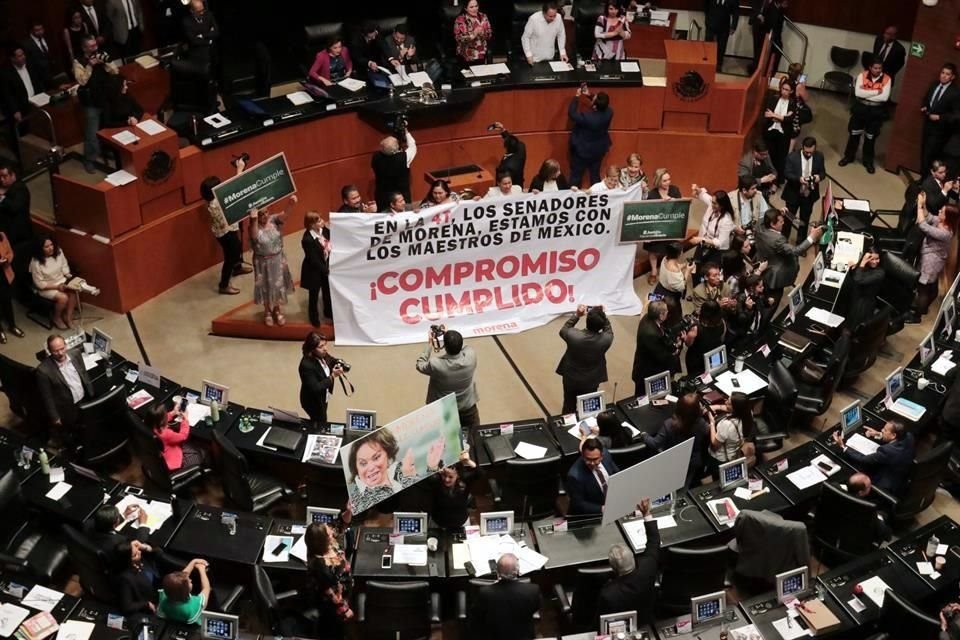 #MorenaCumple
EN LA 4T, LOS SENADORES
DE MORENA, ESTAMOS CON
LOS MAESTROS DE MÉXICO.
¡COMPROMISO
CUMPLIDO!
morena
#MorenaCumple